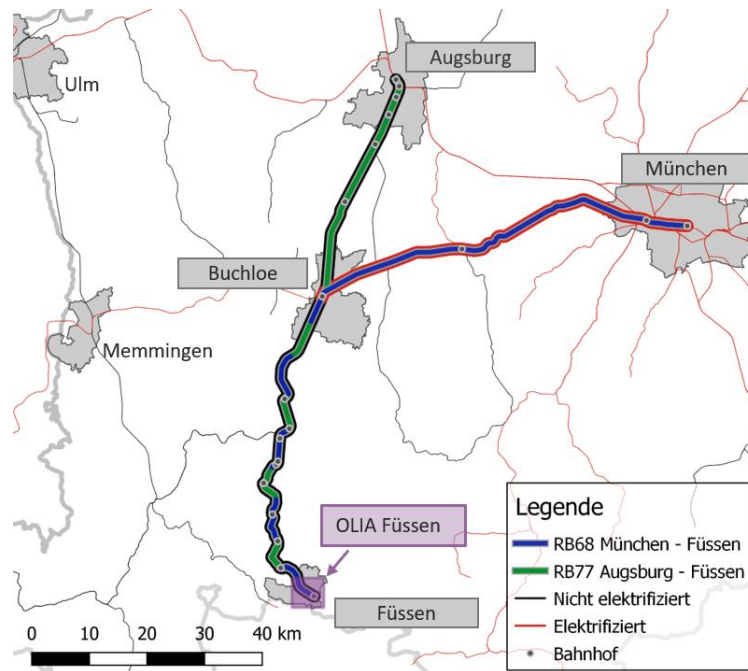 Augsburg
Ulm
München
Buchloe
Memmingen
OLIA Füssen
Füssen
Legende
RB68 München - Füssen
RB77 Augsburg - Füssen
Nicht elektrifiziert
Elektrifiziert
Bahnhof
0 10 20 30 40 km